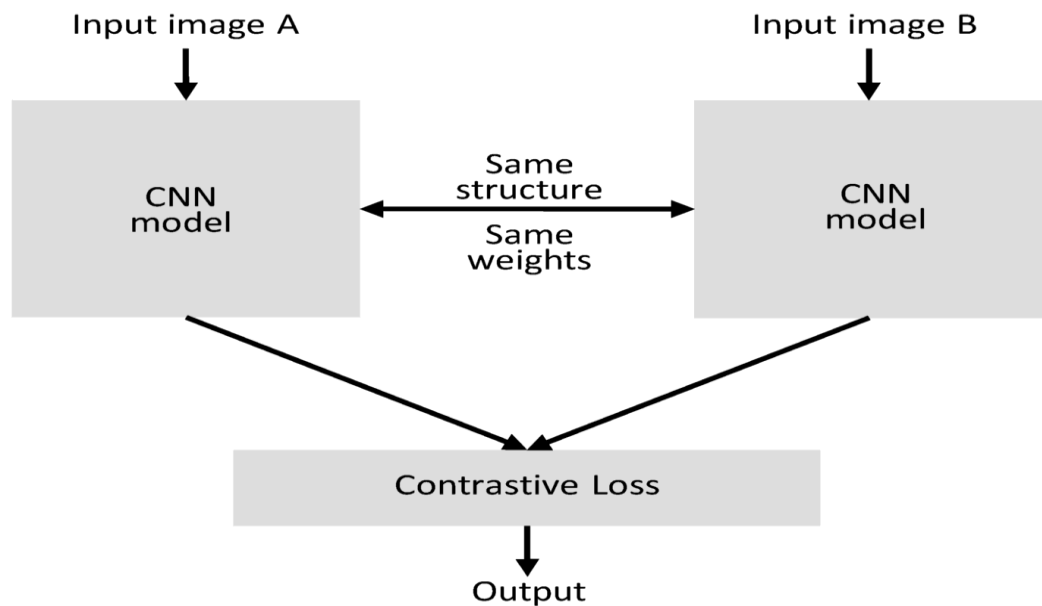 Input image A
Input image B
CNN
model
Same
structure
Same
weights
CNN
model
Contrastive Loss
Output